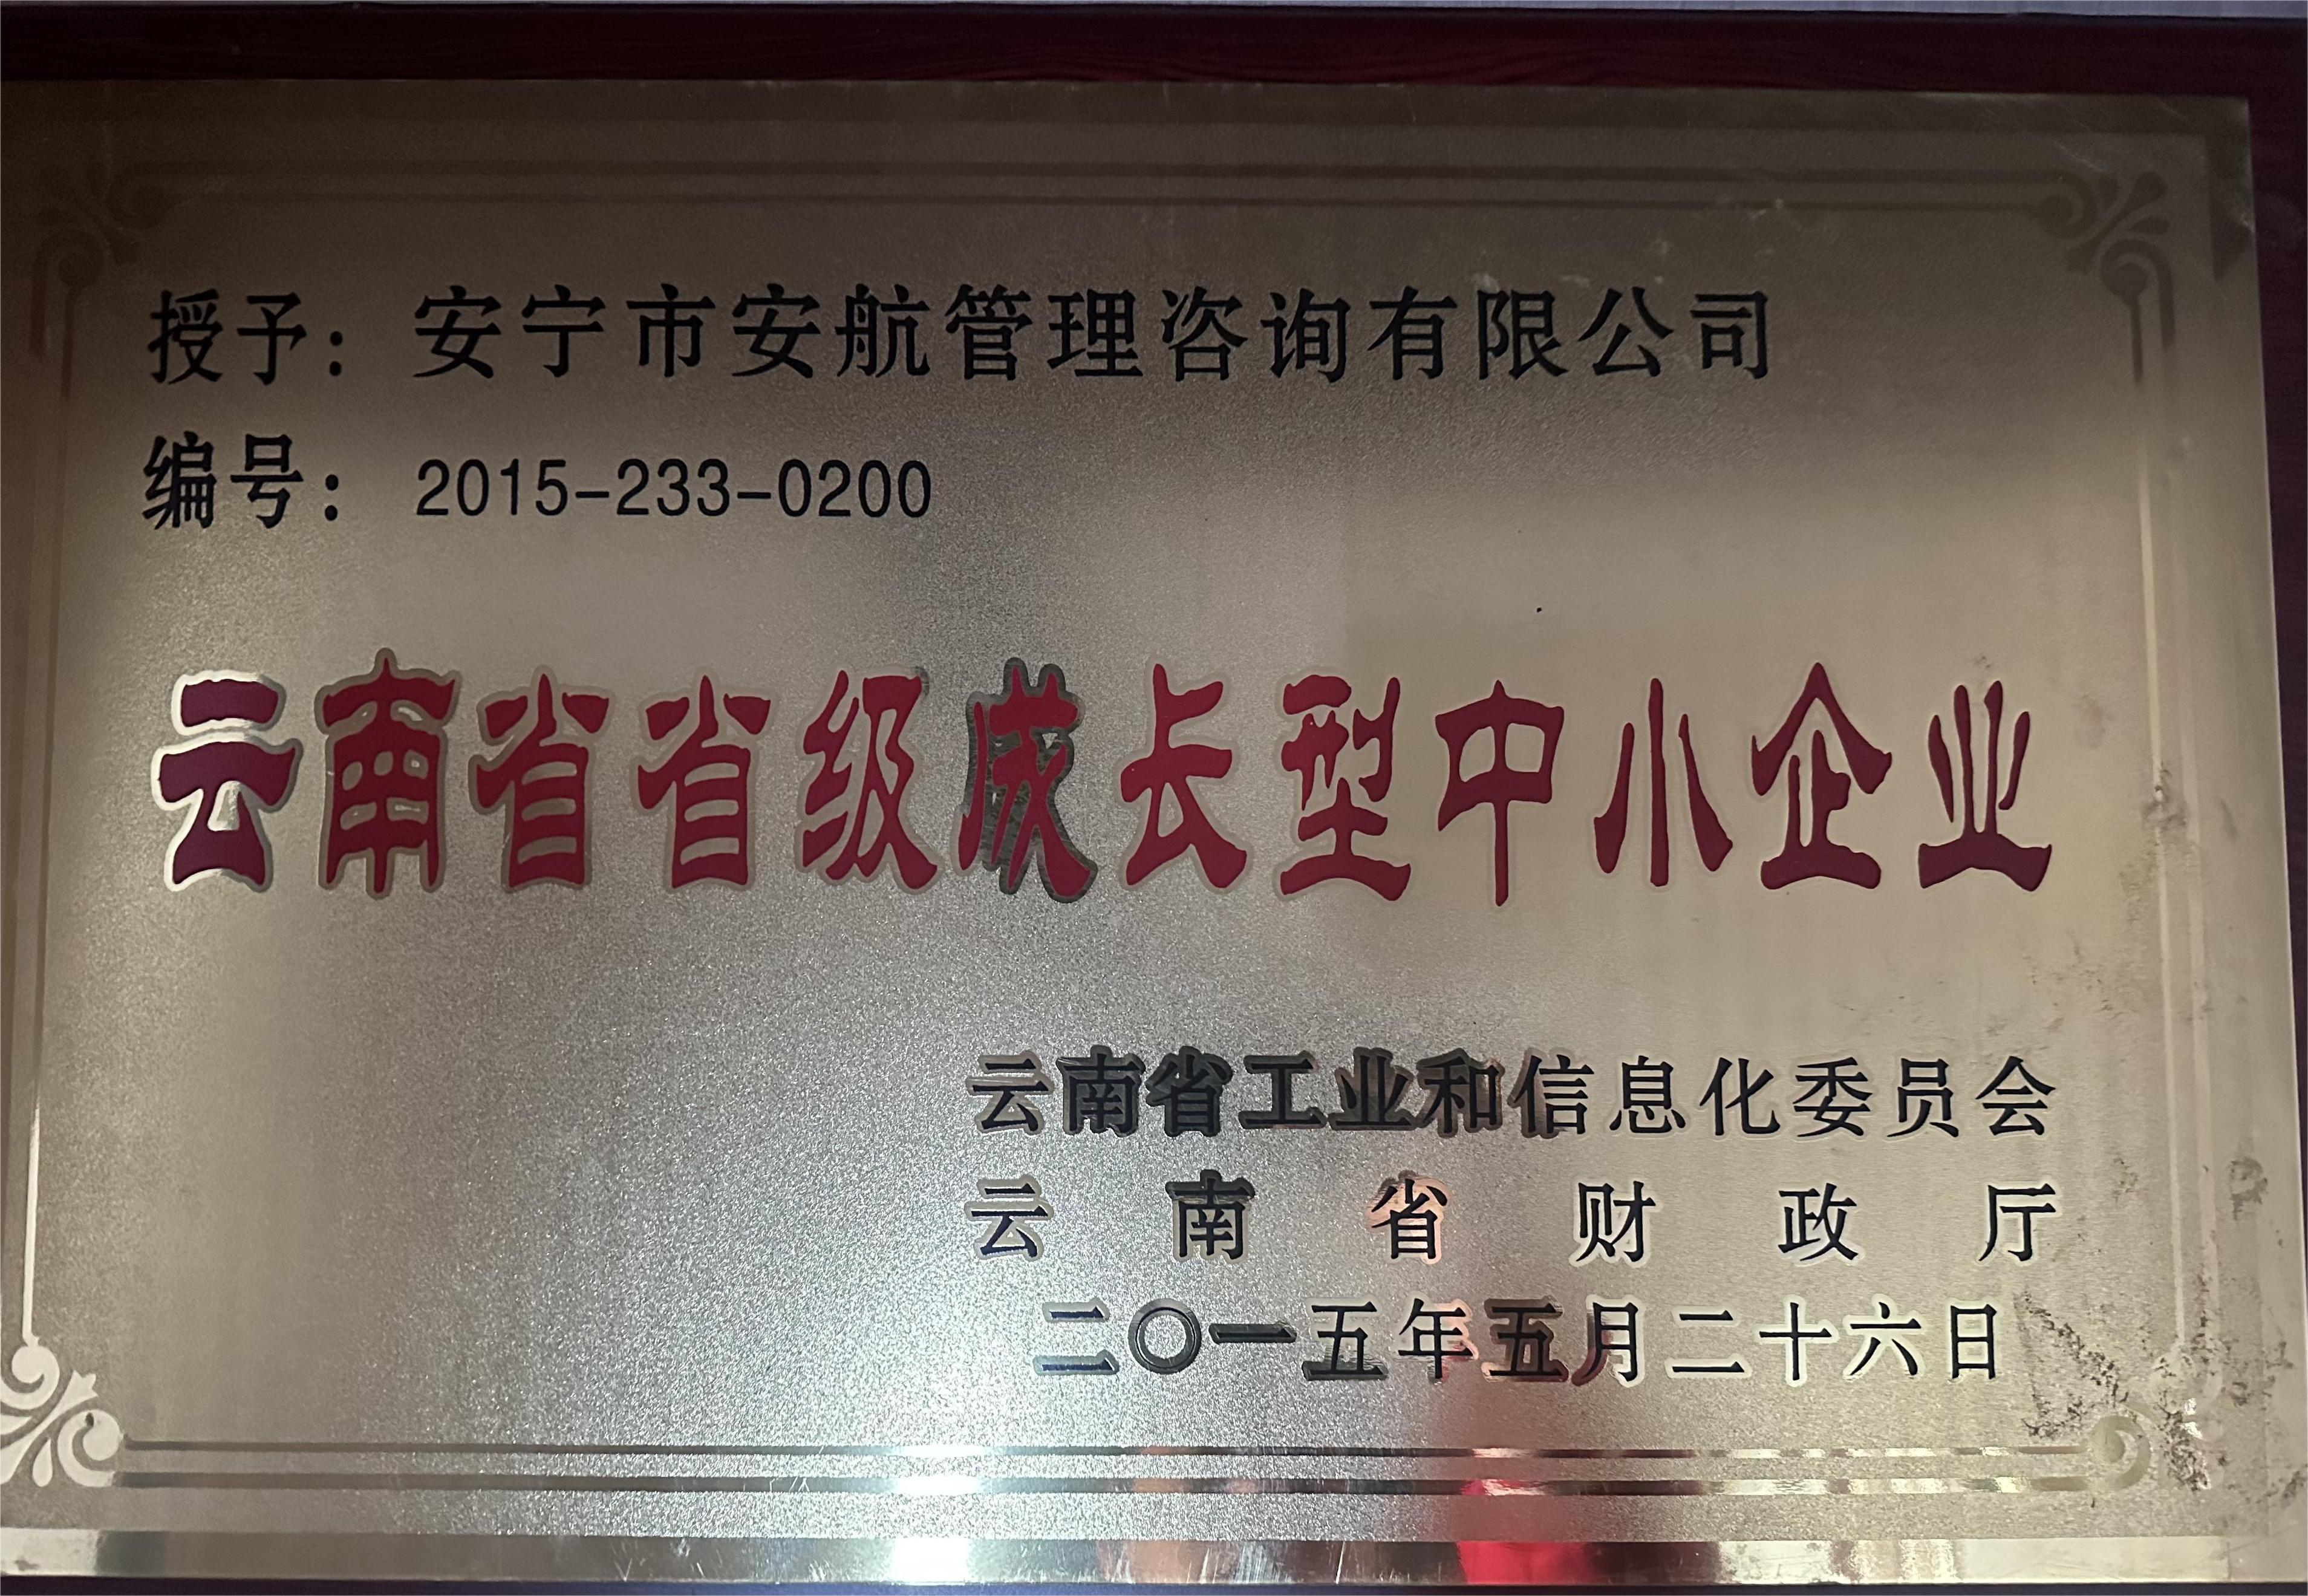 授予：安宁市安航管理咨询有限公司
编号：2015-233-0200
云南省省级成长型中小企业
云南省工业和信息化委员会
云南省财政厅
二〇一五年五月二十六日